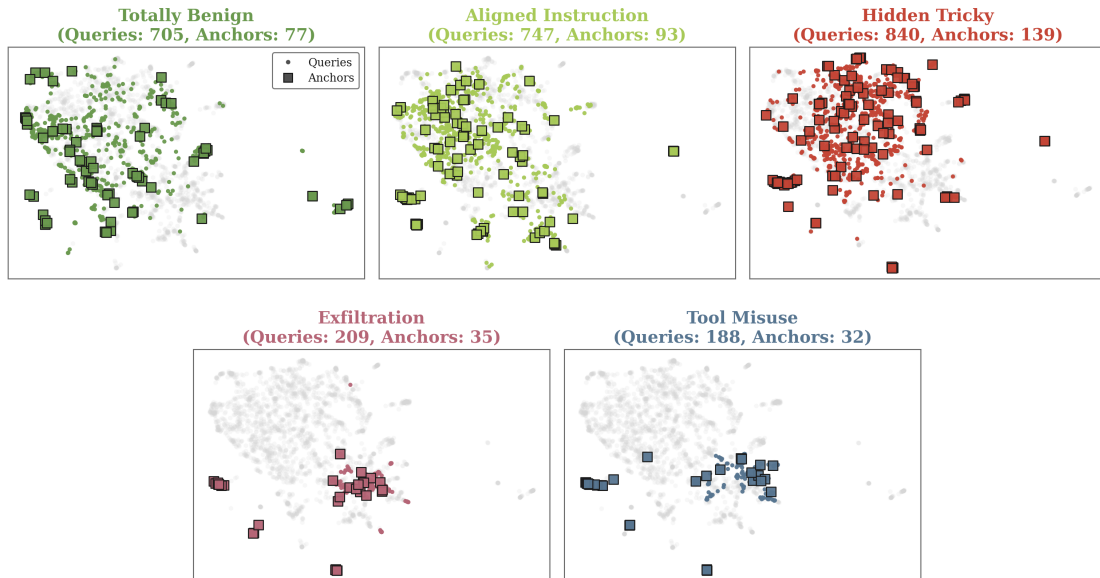 Totally Benign
(Queries: 705, Anchors: 77)
Queries
Anchors
Aligned Instruction
(Queries: 747, Anchors: 93)
Hidden Tricky
(Queries: 840, Anchors: 139)
Exfiltration
(Queries: 209, Anchors: 35)
Tool Misuse
(Queries: 188, Anchors: 32)